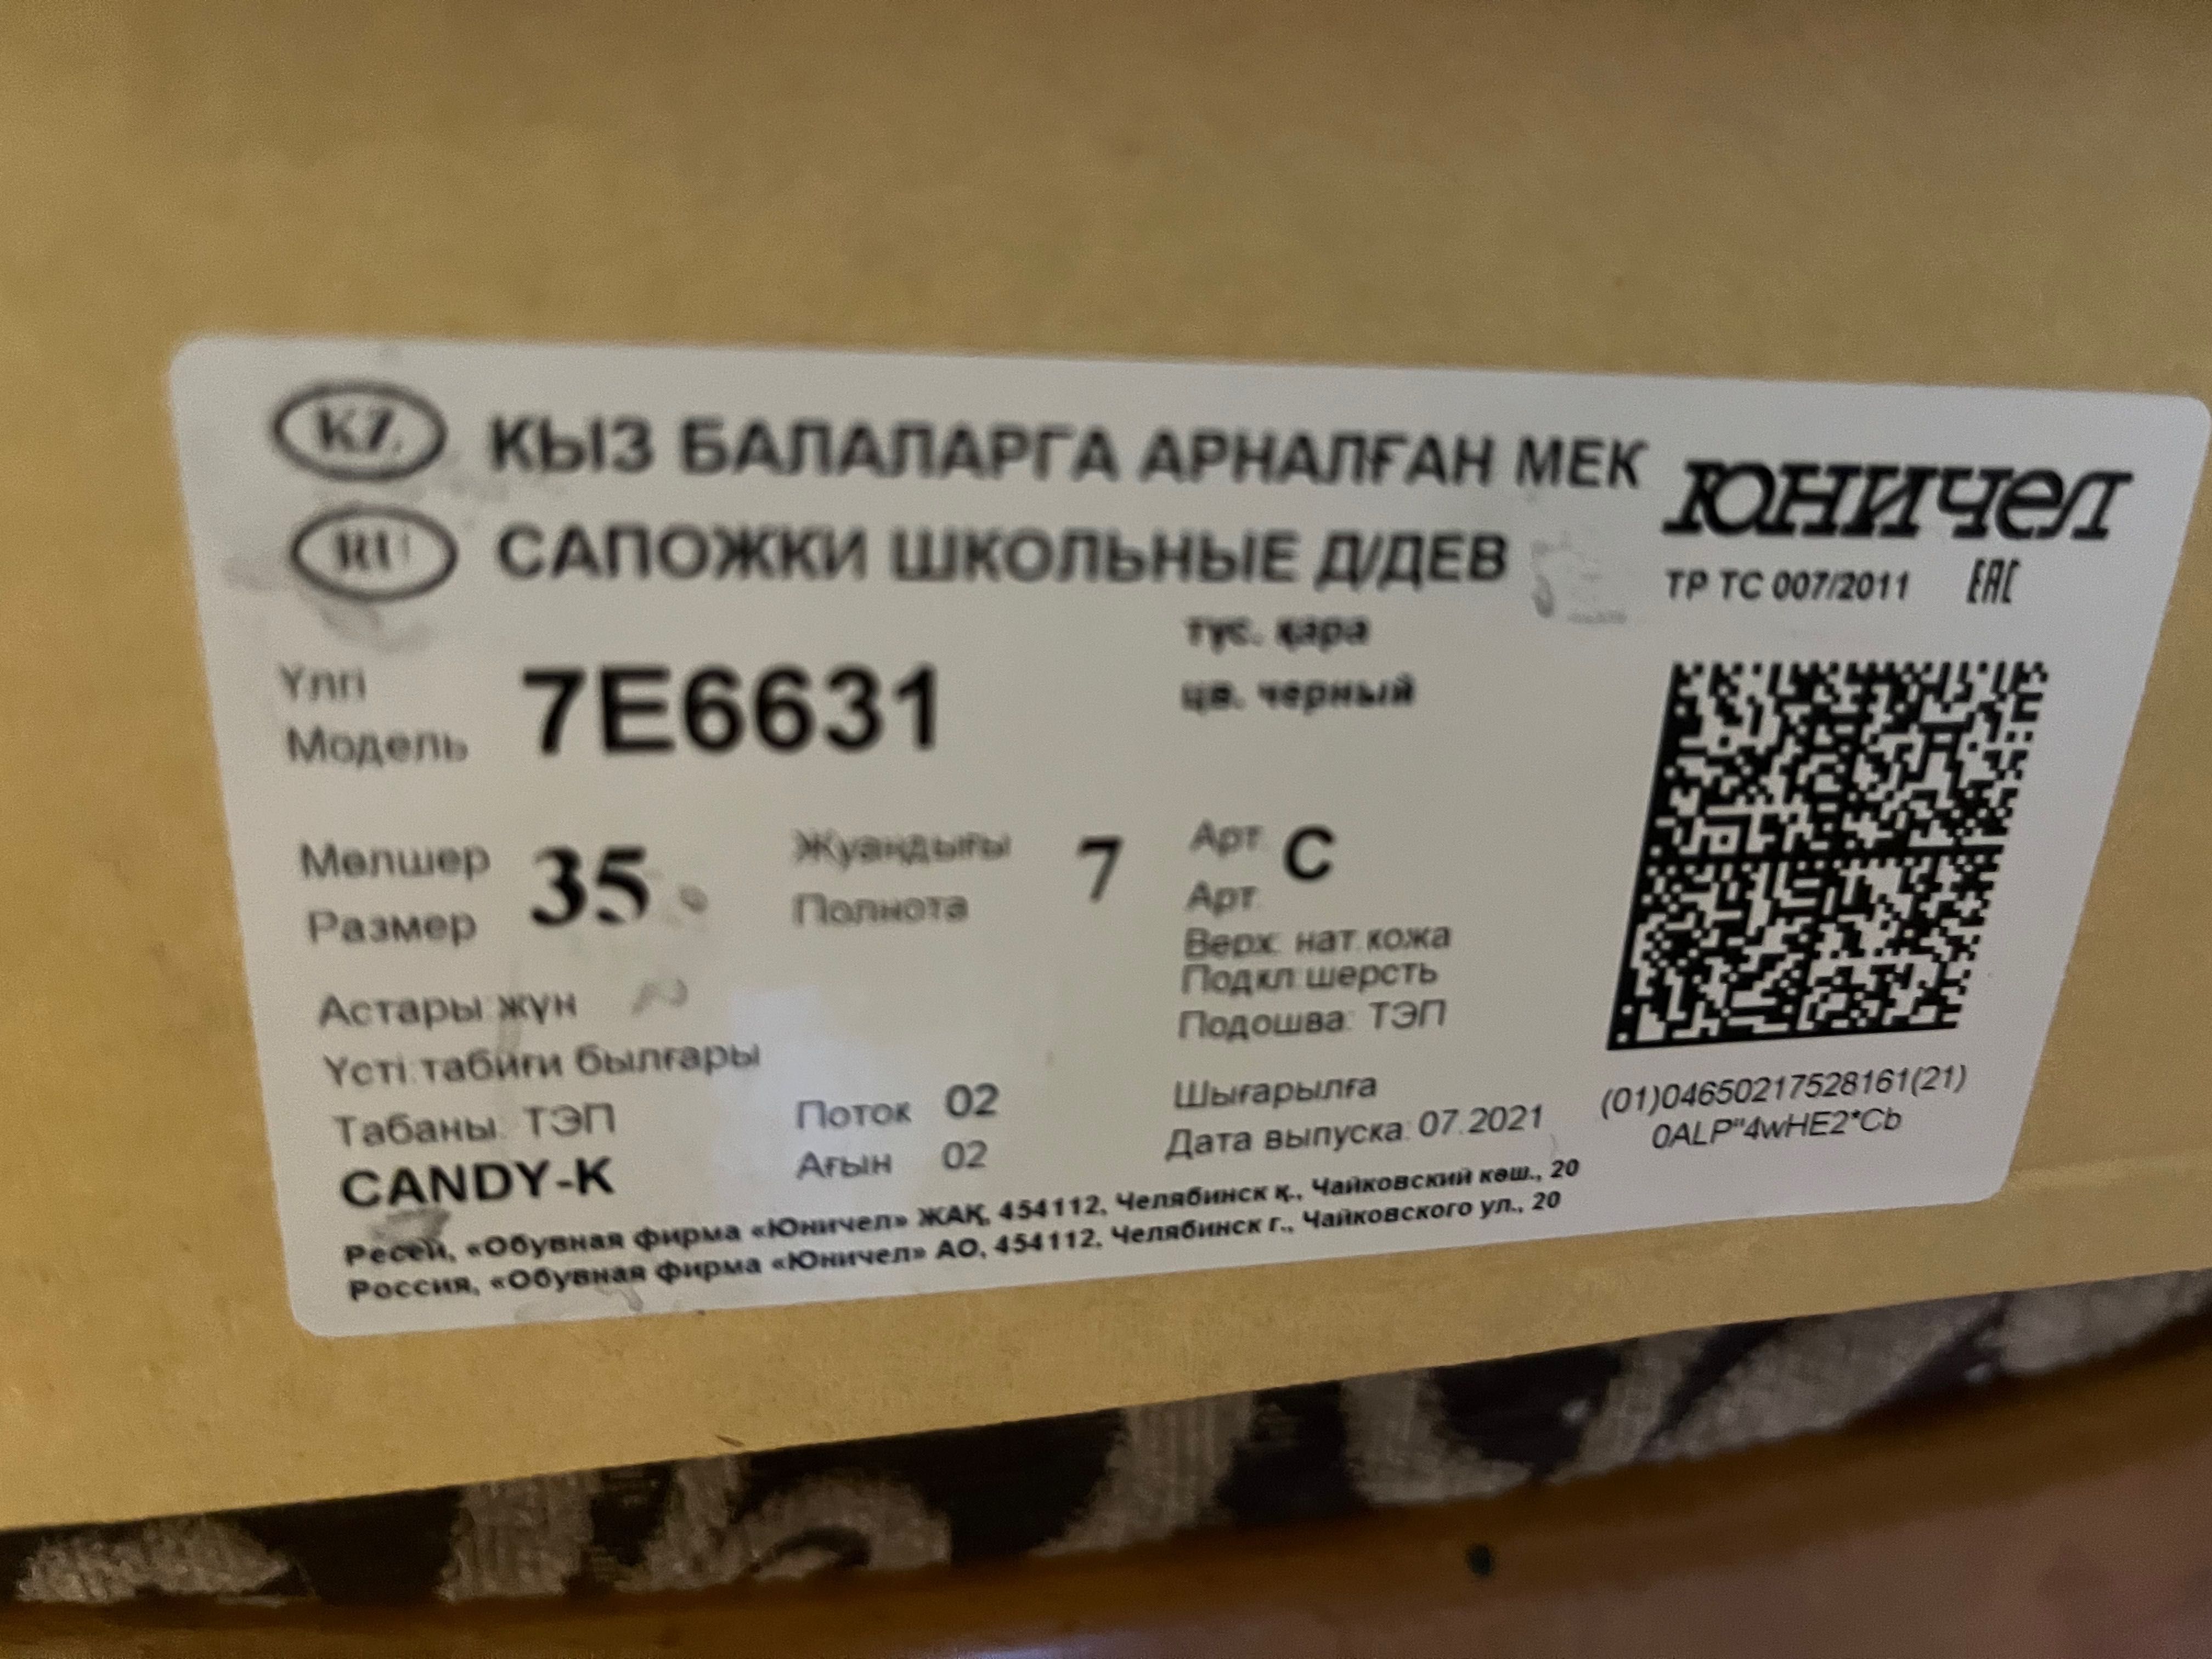 KZ КЫЗ БАЛАЛАРГА АРНАЛҒАН МЕК
RU САПОЖКИ ШКОЛЬНЫЕ Д/ДЕВ
ЮНИЧЕЛ
ТР ТС 007/2011 EAC
түс. қара
цв. черный
Үлгі
Модель 7Е6631
Мөлшер
Размер 35
Жуандығы
Полнота 7
Арт. С
Арт.
Верх: нат.кожа
Подкл:шерсть
Подошва: ТЭП
Астары:жүн
Үсті:табиғи былғары
Табаны: ТЭП
Поток 02
Ағын 02
Шығарылға
Дата выпуска: 07.2021
CANDY-K
(01)04650217528161(21)
0ALP"4wHE2*Cb
Ресей, «Обувная фирма «Юничел» ЖАҚ, 454112, Челябинск қ., Чайковский көш., 20
Россия, «Обувная фирма «Юничел» АО, 454112, Челябинск г., Чайковского ул., 20